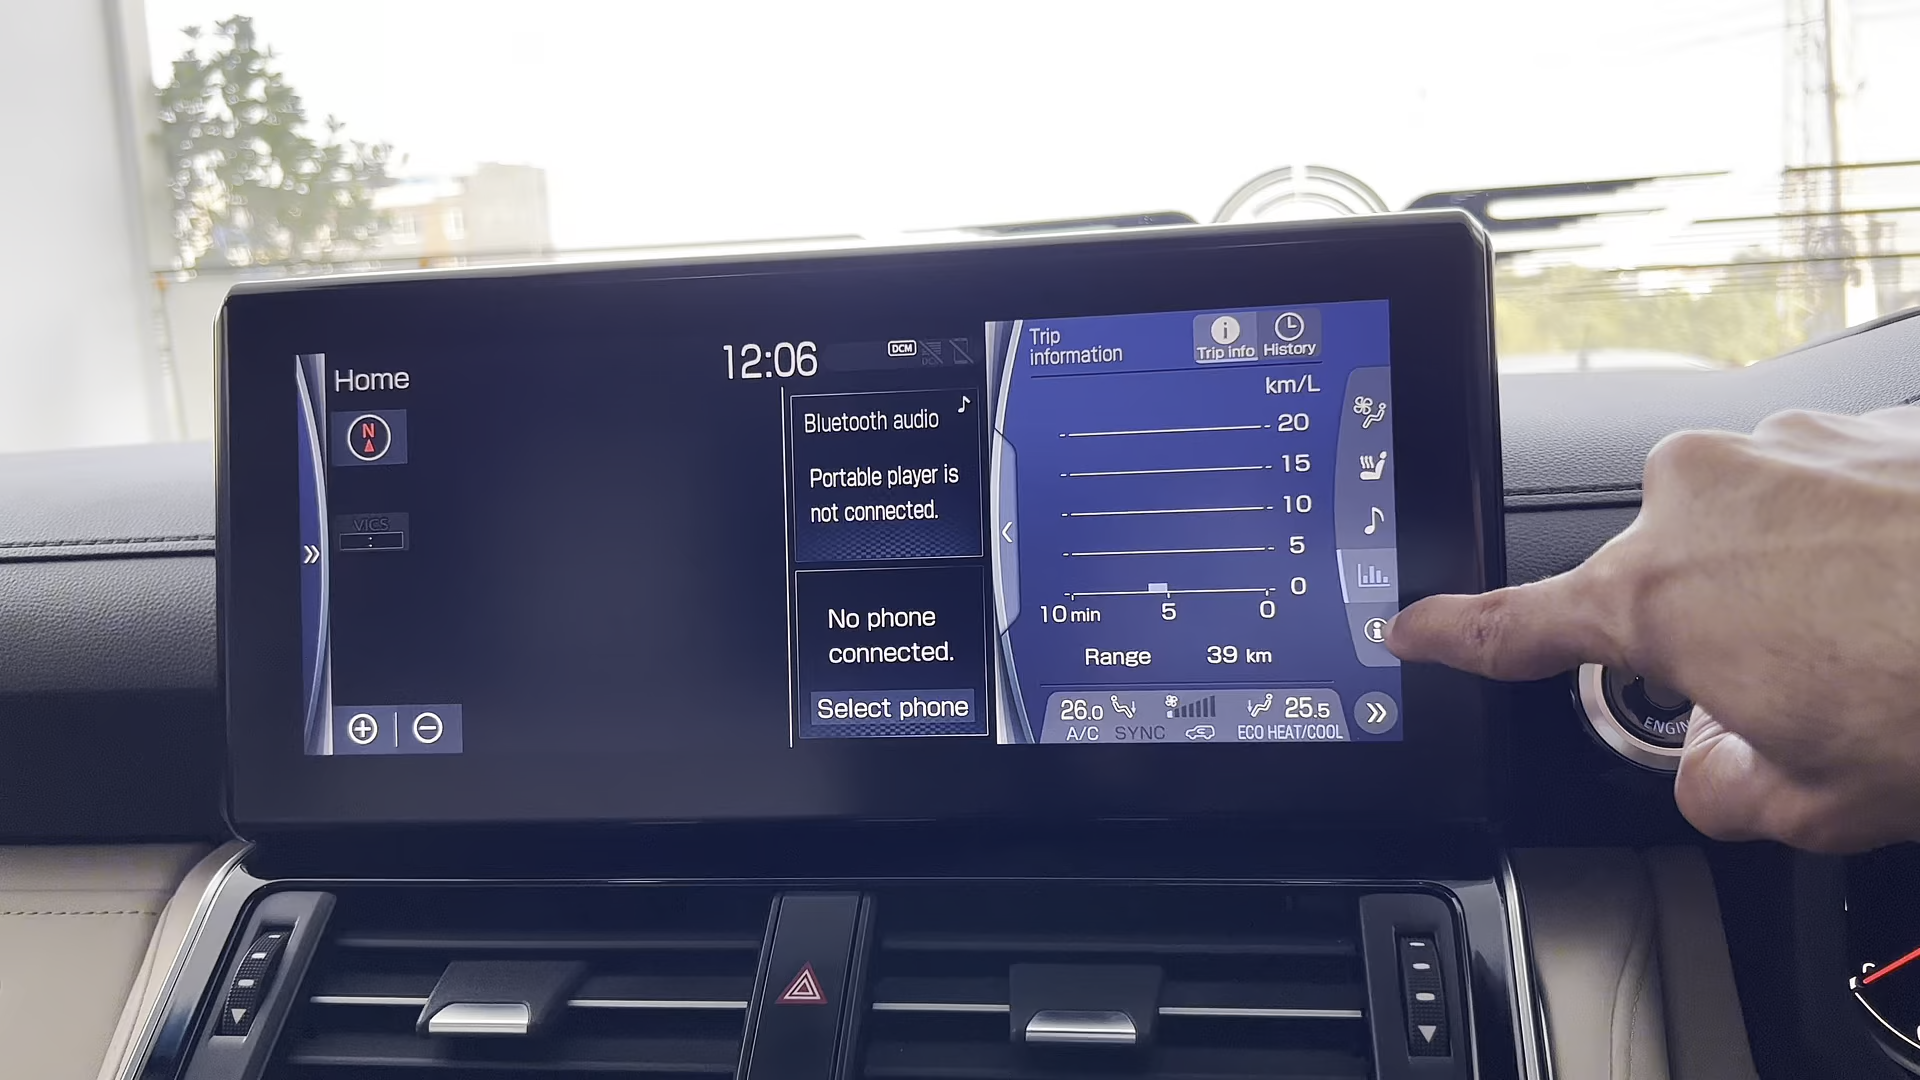 Home
N
VICS
12:06
DCM
Bluetooth audio
Portable player is
not connected.
No phone
connected.
Select phone
Trip
information
Trip info
History
km/L
20
15
10
5
0
10 min 5 0
Range 39 km
26.0 25.5
A/C SYNC ECO HEAT/COOL